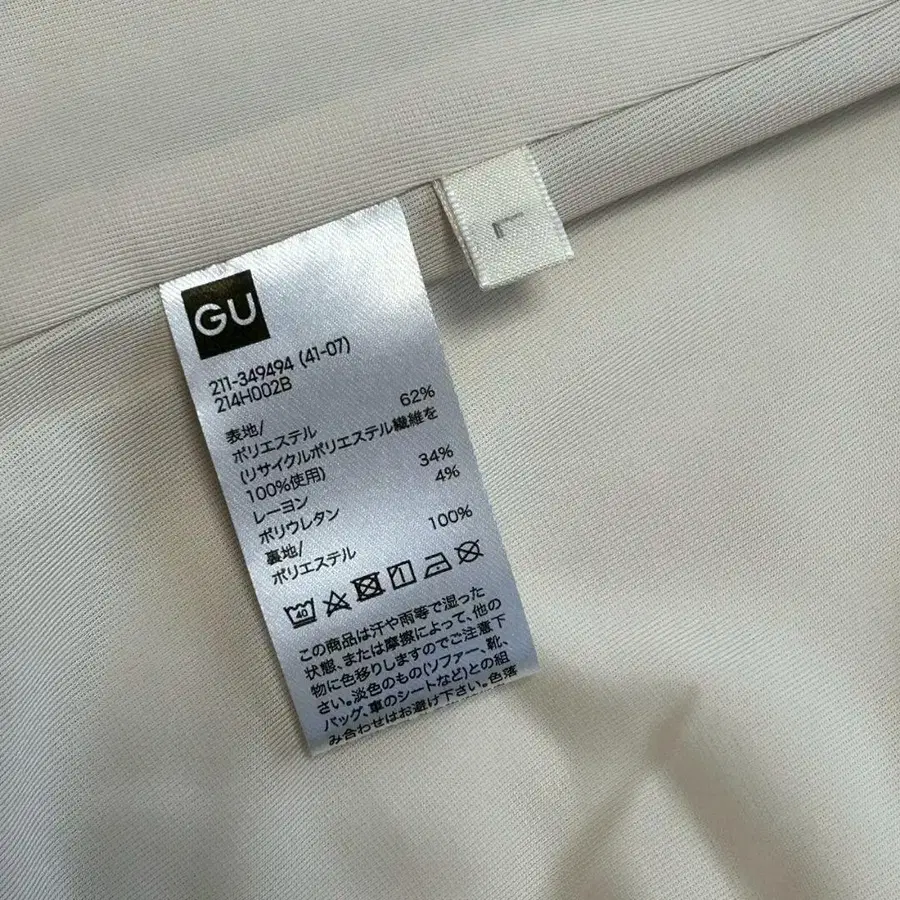 GU
211-349494 (41-07)
214H002B
表地/
ポリエステル 62%
(リサイクルポリエステル繊維を
100%使用)
レーヨン 34%
ポリウレタン 4%
裏地/
ポリエステル 100%
40
この商品は汗や雨等で湿った
状態、または摩擦によって、他の
物に色移りしますのでご注意下
さい。淡色のもの(ソファー、靴、
バッグ、車のシートなど)との組
み合わせはお避け下さい。色落
L